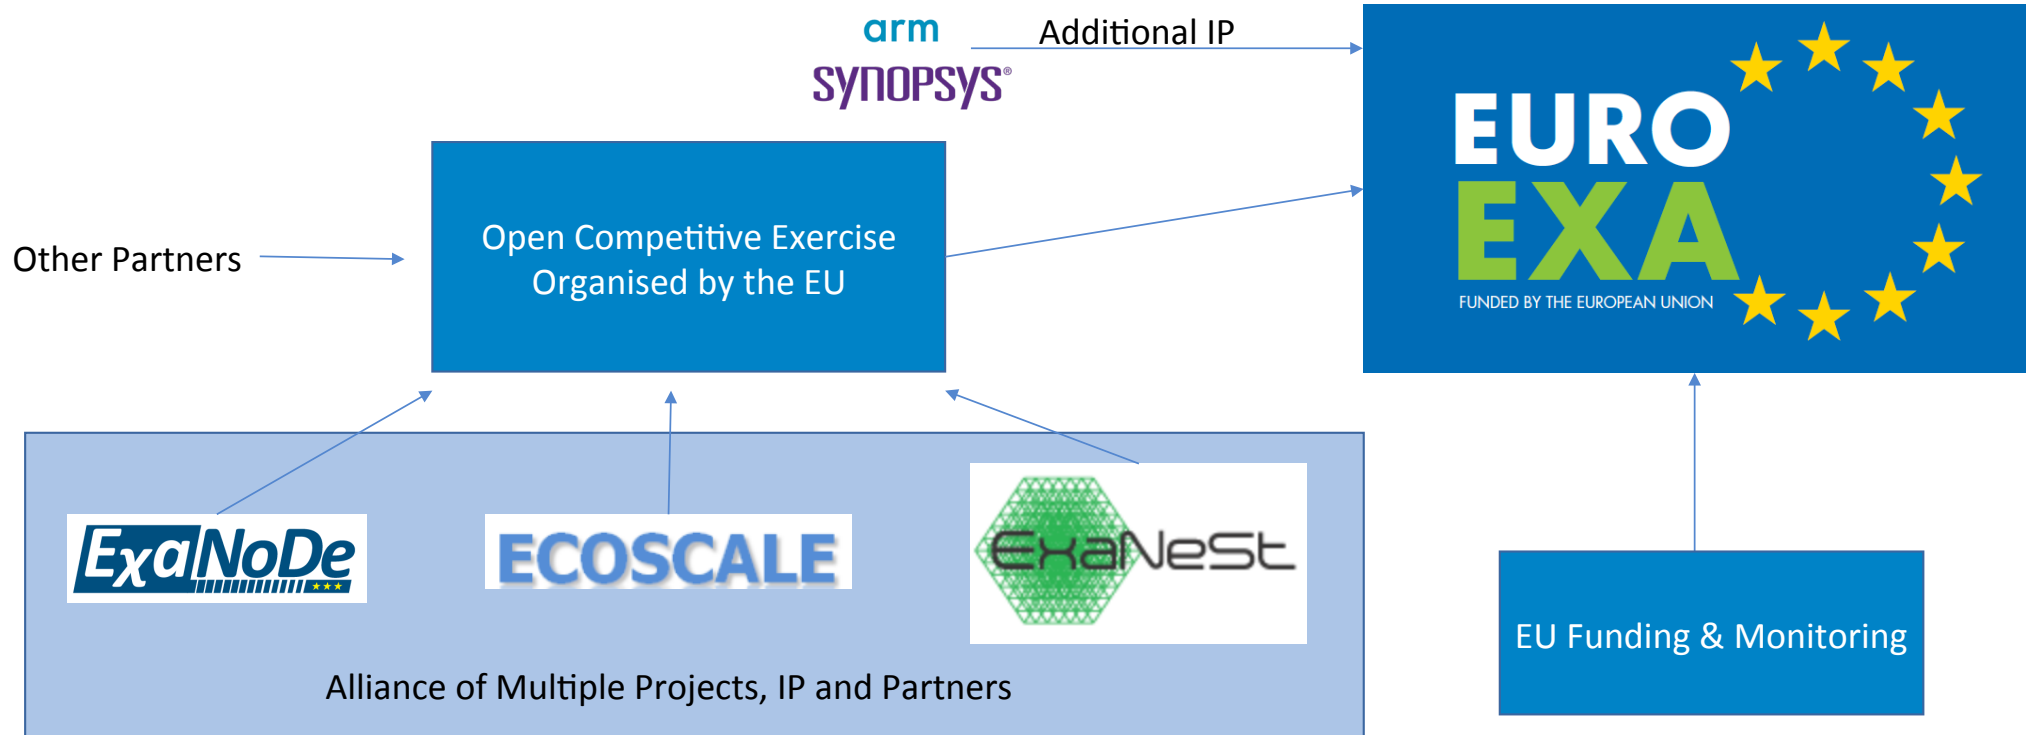 arm
Additional IP
SYNOPSYS®
EURO
EXA
FUNDED BY THE EUROPEAN UNION
Open Competitive Exercise
Organised by the EU
Other Partners
ExaNoDe
ECOSCALE
ExaNeSt
Alliance of Multiple Projects, IP and Partners
EU Funding & Monitoring